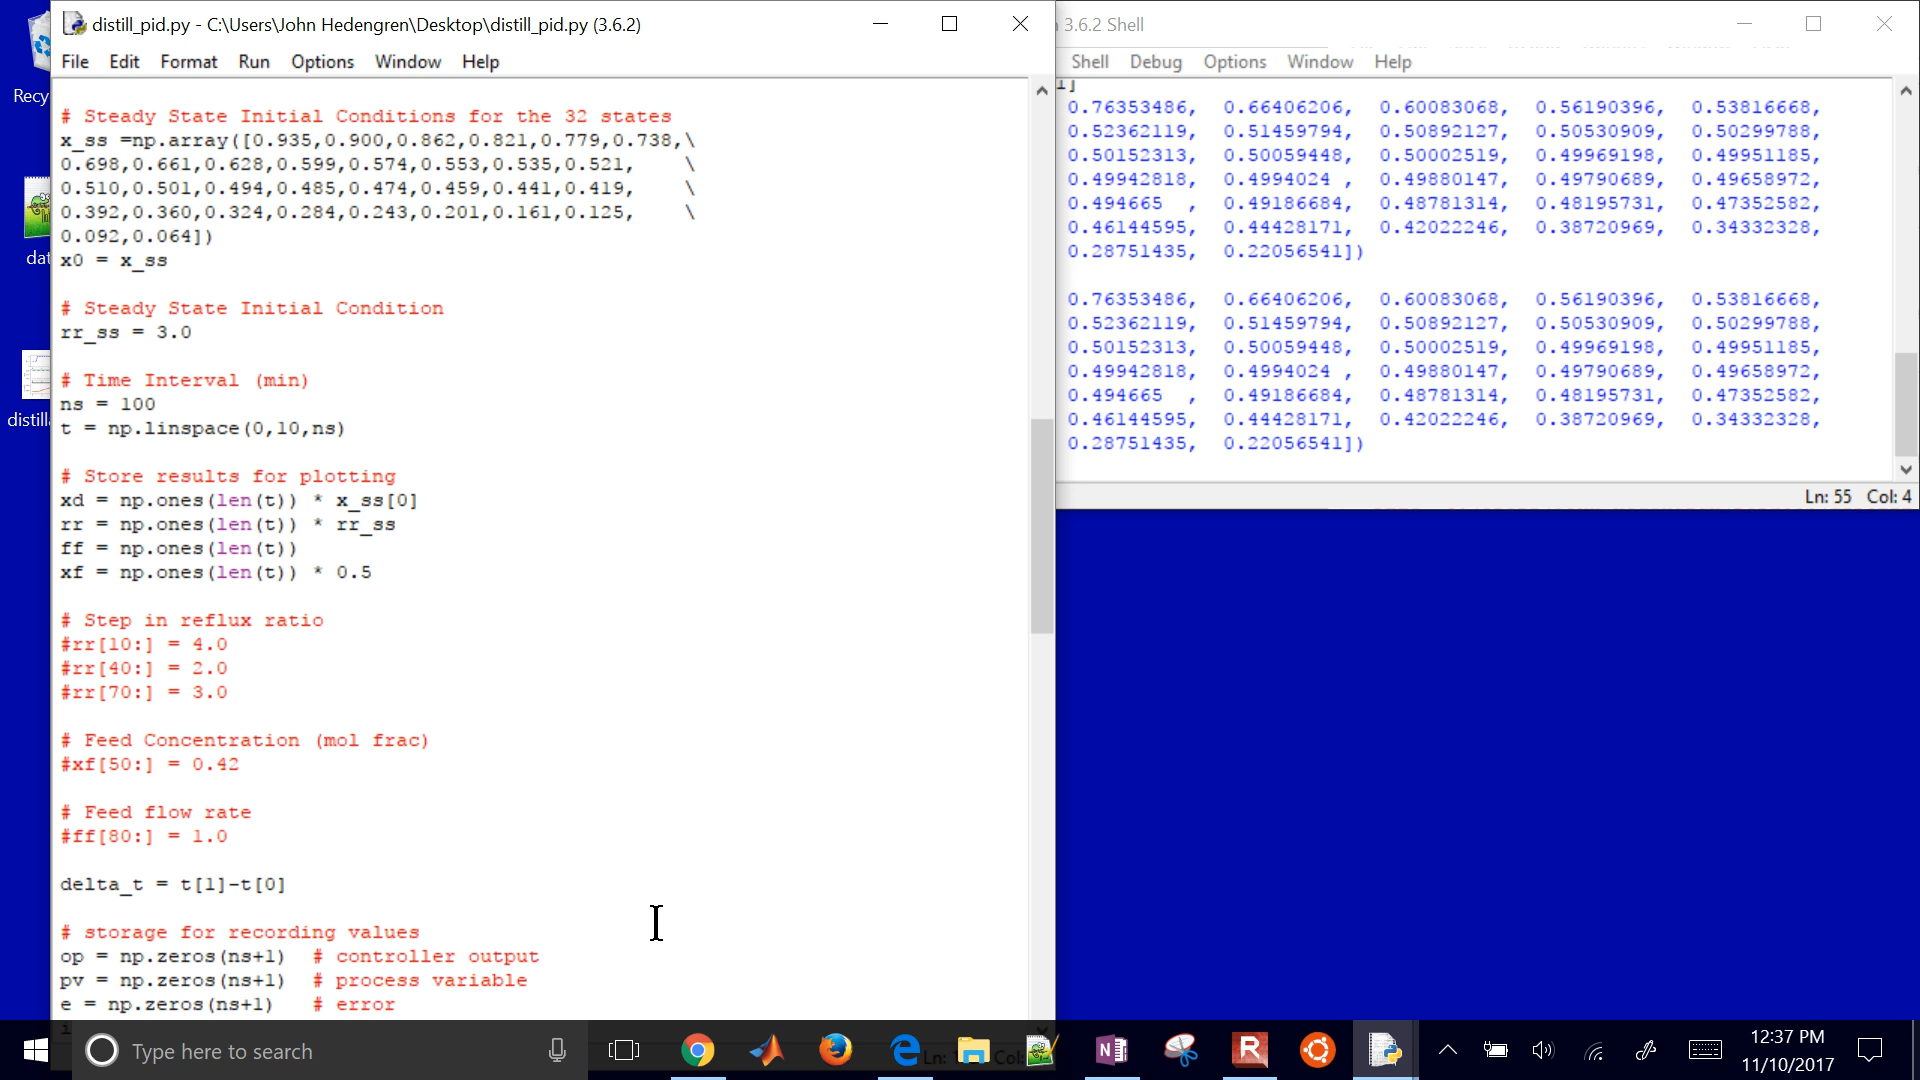 distill_pid.py - C:\Users\John Hedengren\Desktop\distill_pid.py (3.6.2)
File Edit Format Run Options Window Help
# Steady State Initial Conditions for the 32 states
x_ss =np.array([0.935,0.900,0.862,0.821,0.779,0.738,\
0.698,0.661,0.628,0.599,0.574,0.553,0.535,0.521, \
0.510,0.501,0.494,0.485,0.474,0.459,0.441,0.419, \
0.392,0.360,0.324,0.284,0.243,0.201,0.161,0.125, \
0.092,0.064])
x0 = x_ss
# Steady State Initial Condition
rr_ss = 3.0
# Time Interval (min)
ns = 100
t = np.linspace(0,10,ns)
# Store results for plotting
xd = np.ones(len(t)) * x_ss[0]
rr = np.ones(len(t)) * rr_ss
ff = np.ones(len(t))
xf = np.ones(len(t)) * 0.5
# Step in reflux ratio
#rr[10:] = 4.0
#rr[40:] = 2.0
#rr[70:] = 3.0
# Feed Concentration (mol frac)
#xf[50:] = 0.42
# Feed flow rate
#ff[80:] = 1.0
delta_t = t[1]-t[0]
# storage for recording values
op = np.zeros(ns+1) # controller output
pv = np.zeros(ns+1) # process variable
e = np.zeros(ns+1) # error
3.6.2 Shell
Shell Debug Options Window Help
0.76353486, 0.66406206, 0.60083068, 0.56190396, 0.53816668,
0.52362119, 0.51459794, 0.50892127, 0.50530909, 0.50299788,
0.50152313, 0.50059448, 0.50002519, 0.49969198, 0.49951185,
0.49942818, 0.4994024 , 0.49880147, 0.49790689, 0.49658972,
0.494665 , 0.49186684, 0.48781314, 0.48195731, 0.47352582,
0.46144595, 0.44428171, 0.42022246, 0.38720969, 0.34332328,
0.28751435, 0.22056541])
0.76353486, 0.66406206, 0.60083068, 0.56190396, 0.53816668,
0.52362119, 0.51459794, 0.50892127, 0.50530909, 0.50299788,
0.50152313, 0.50059448, 0.50002519, 0.49969198, 0.49951185,
0.49942818, 0.4994024 , 0.49880147, 0.49790689, 0.49658972,
0.494665 , 0.49186684, 0.48781314, 0.48195731, 0.47352582,
0.46144595, 0.44428171, 0.42022246, 0.38720969, 0.34332328,
0.28751435, 0.22056541])
Ln: 55 Col: 4
Recy
dat
distilla
Type here to search
12:37 PM
11/10/2017